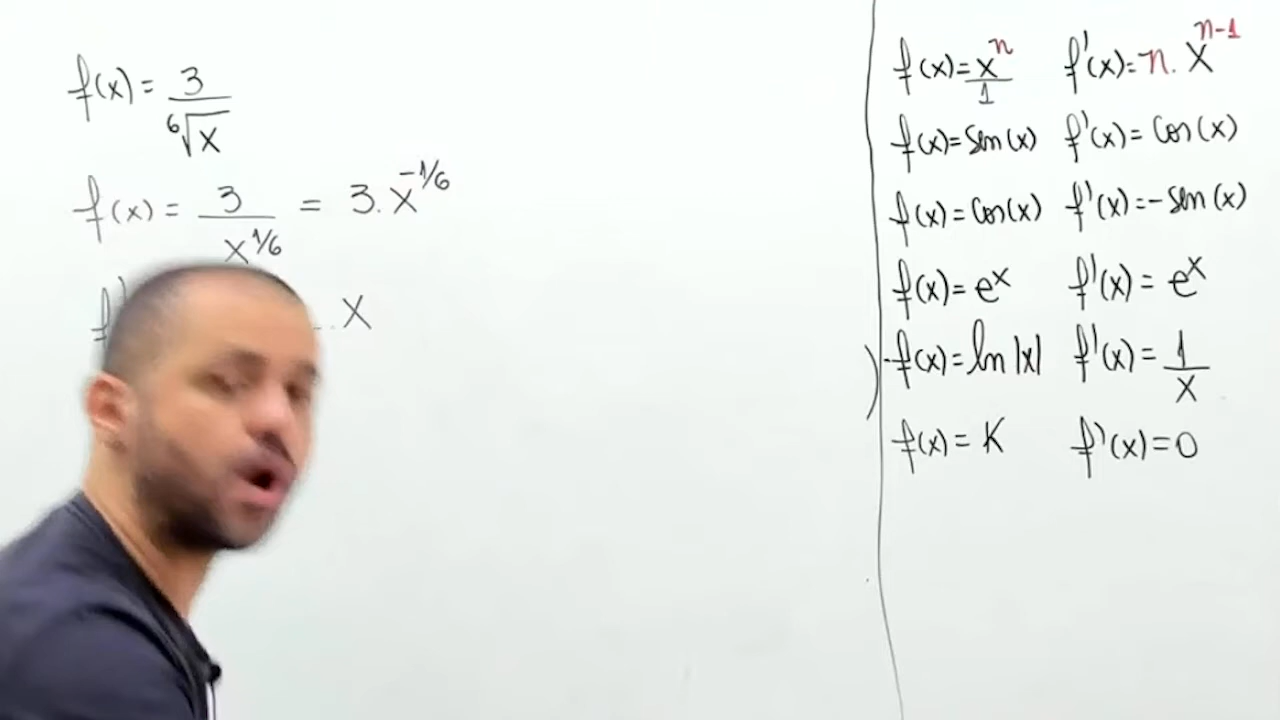 f(x) = 3/⁶√x
f(x) = 3/x^1/6 = 3.x^-1/6
f' . x
f(x)= x^n/1 f'(x)= n. x^n-1
f(x)= Sen(x) f'(x)= Cos(x)
f(x)= Cos(x) f'(x)= -Sen(x)
f(x)= e^x f'(x)= e^x
f(x)= ln|x| f'(x)= 1/x
f(x)= K f'(x)=0